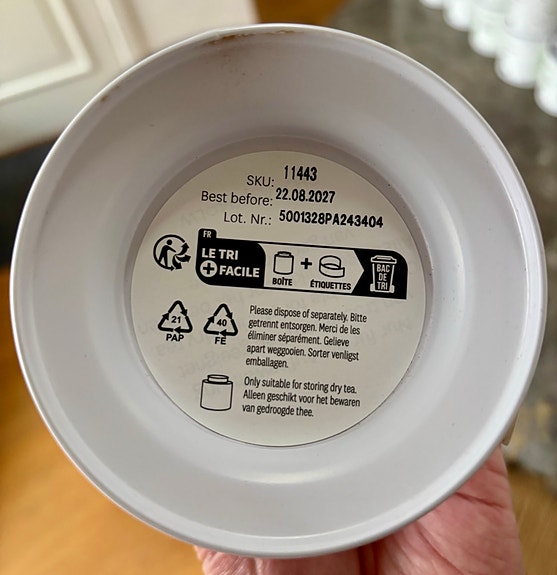 SKU: 11443
Best before: 22.08.2027
Lot. Nr.: 5001328PA243404
FR
LE TRI
+ FACILE
BOÎTE
+
ÉTIQUETTES
BAC
DE
TRI
21
PAP
40
FE
Please dispose of separately. Bitte
getrennt entsorgen. Merci de les
éliminer séparément. Gelieve
apart weggooien. Sorter venligst
emballagen.
Only suitable for storing dry tea.
Alleen geschikt voor het bewaren
van gedroogde thee.